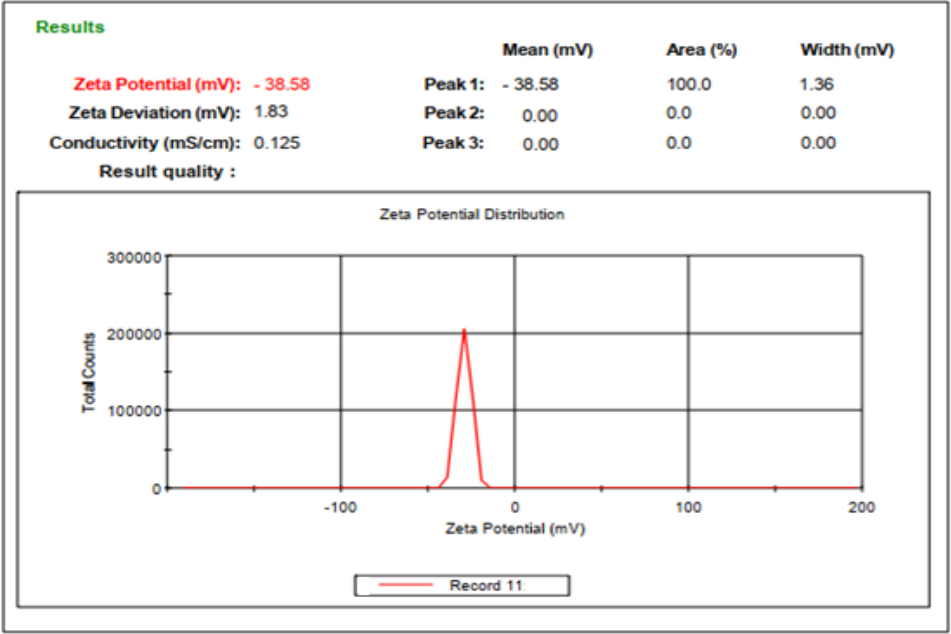 Results
Mean (mV) Area (%) Width (mV)
Zeta Potential (mV): - 38.58 Peak 1: - 38.58 100.0 1.36
Zeta Deviation (mV): 1.83 Peak 2: 0.00 0.0 0.00
Conductivity (mS/cm): 0.125 Peak 3: 0.00 0.0 0.00
Result quality :
Zeta Potential Distribution
300000
200000
100000
0
Total Counts
-100 0 100 200
Zeta Potential (mV)
Record 11: